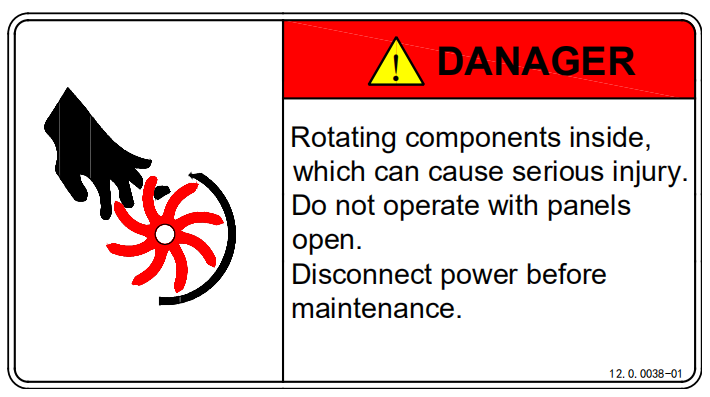 DANAGER
Rotating components inside,
which can cause serious injury.
Do not operate with panels
open.
Disconnect power before
maintenance.
12.0.0038-01